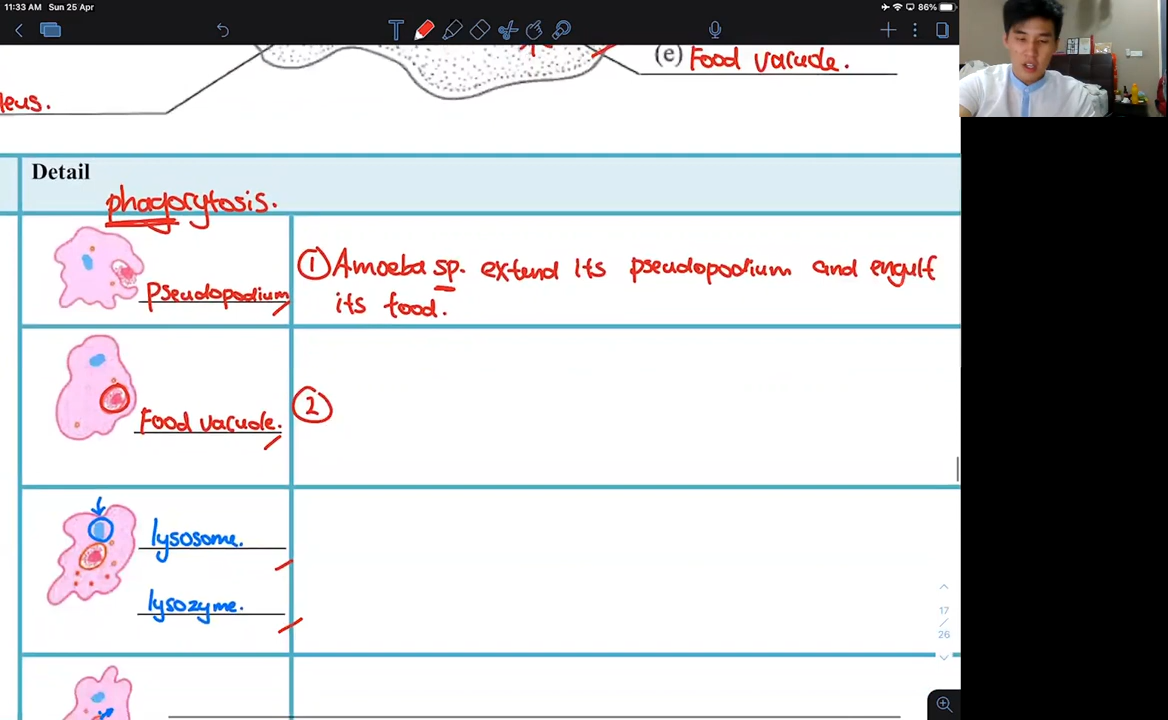 11:33 AM Sun 25 Apr
86%
T
(e) Food vacuole.
leus.
Detail
phagocytosis.
Pseudopodium
① Amoeba sp. extend its pseudopodium and engulf
its food.
Food vacuole.
②
lysosome.
lysozyme.
17
/
26